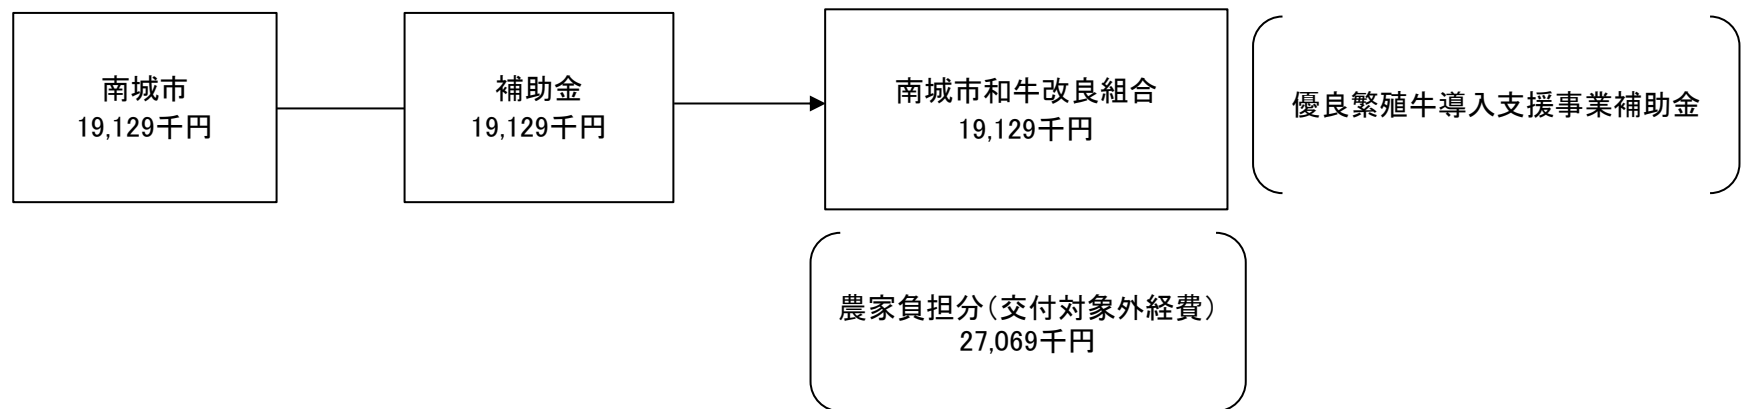 南城市
19,129千円
補助金
19,129千円
南城市和牛改良組合
19,129千円
優良繁殖牛導入支援事業補助金
農家負担分（交付対象外経費）
27,069千円